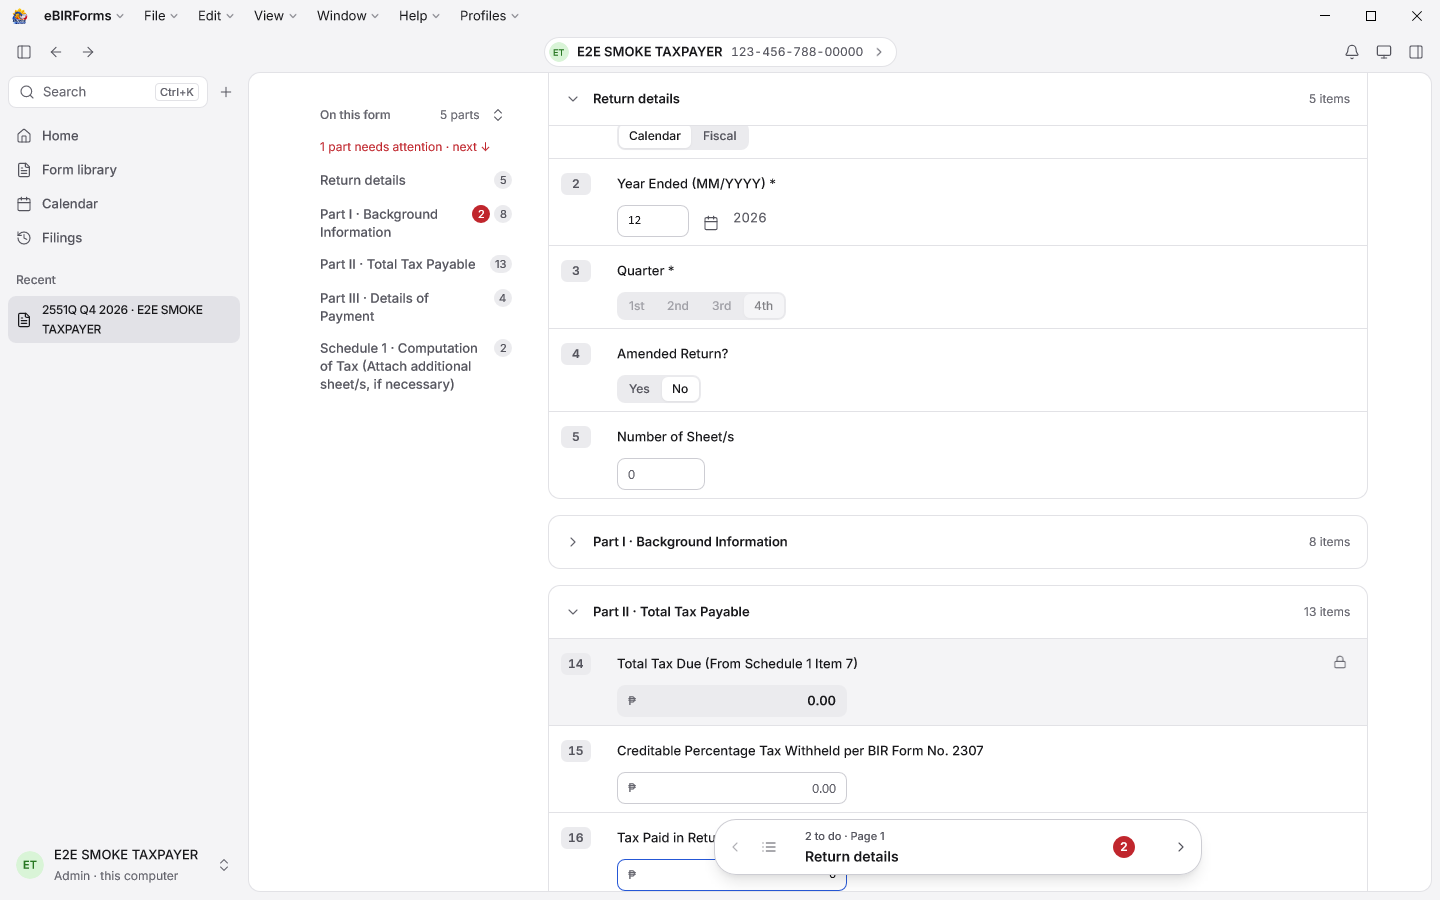 eBIRForms File Edit View Window Help Profiles
ET E2E SMOKE TAXPAYER 123-456-788-00000
Search Ctrl+K
Home
Form library
Calendar
Filings
Recent
2551Q Q4 2026 · E2E SMOKE
TAXPAYER
ET E2E SMOKE TAXPAYER
Admin · this computer
On this form 5 parts
1 part needs attention · next ↓
Return details 5
Part I · Background
Information 2 8
Part II · Total Tax Payable 13
Part III · Details of
Payment 4
Schedule 1 · Computation
of Tax (Attach additional
sheet/s, if necessary) 2
Return details 5 items
Calendar Fiscal
2 Year Ended (MM/YYYY) *
12 2026
3 Quarter *
1st 2nd 3rd 4th
4 Amended Return?
Yes No
5 Number of Sheet/s
0
Part I · Background Information 8 items
Part II · Total Tax Payable 13 items
14 Total Tax Due (From Schedule 1 Item 7)
₱ 0.00
15 Creditable Percentage Tax Withheld per BIR Form No. 2307
₱ 0.00
16 Tax Paid in
₱
2 to do · Page 1
Return details 2